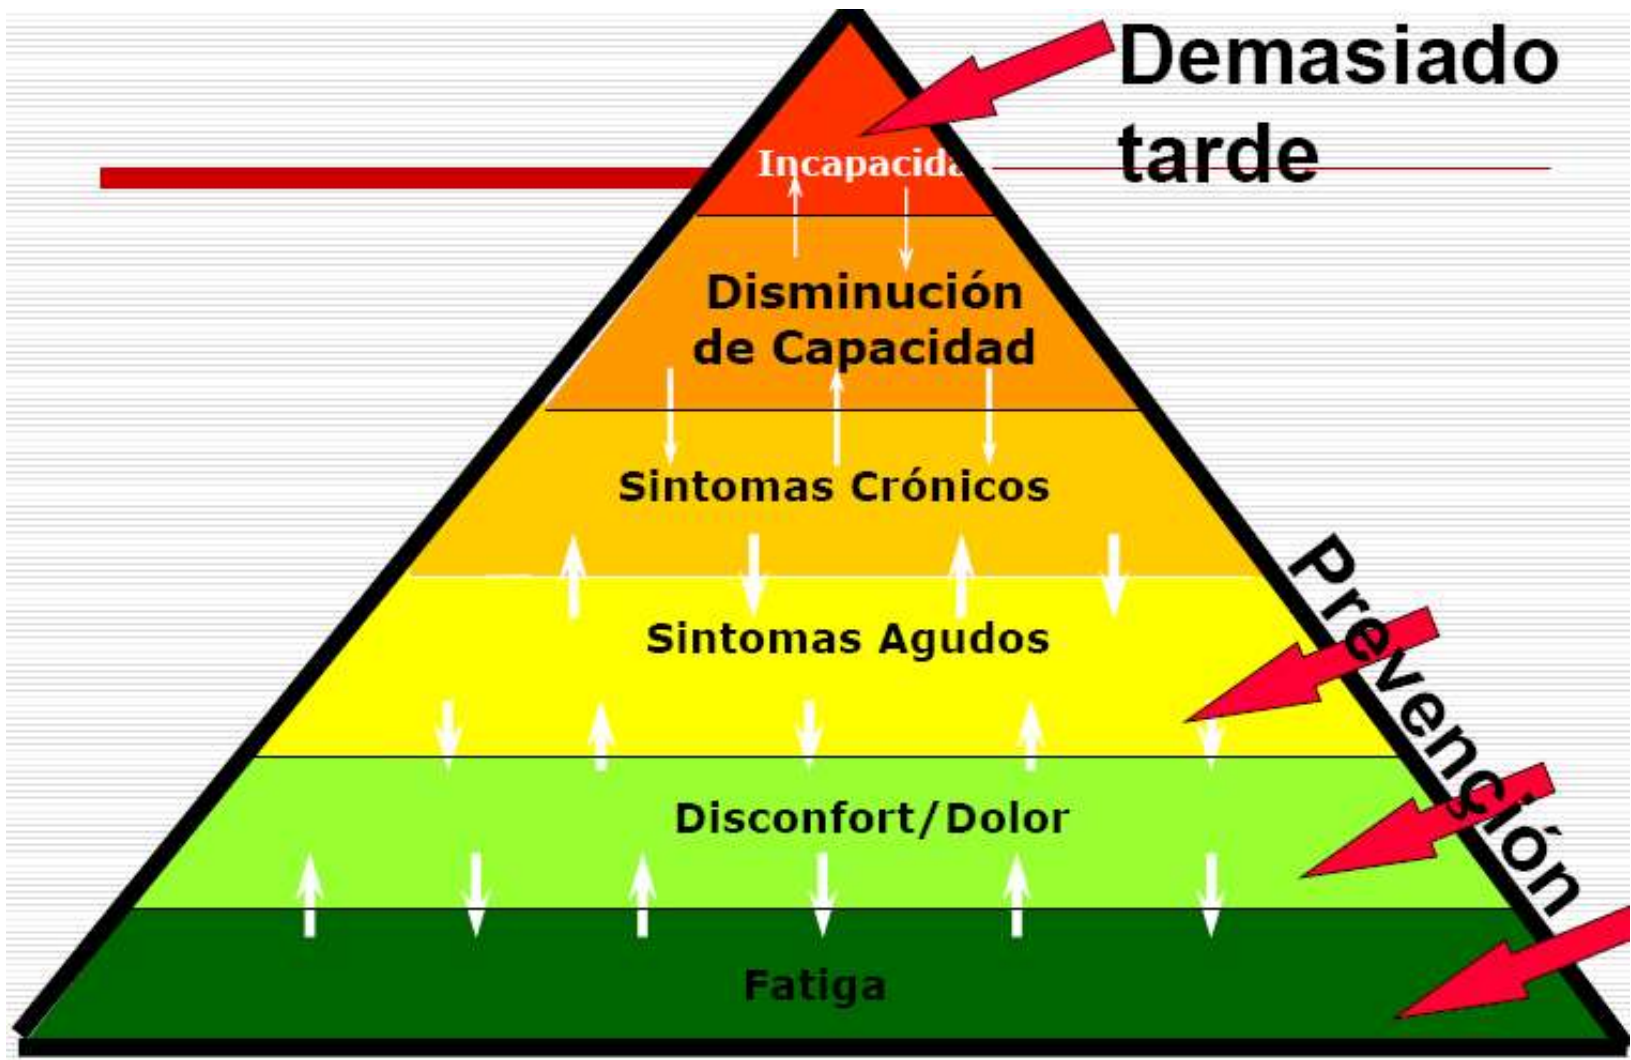 Demasiado
tarde
Incapacida
Disminución
de Capacidad
Sintomas Crónicos
Sintomas Agudos
Disconfort/Dolor
Fatiga
Prevención